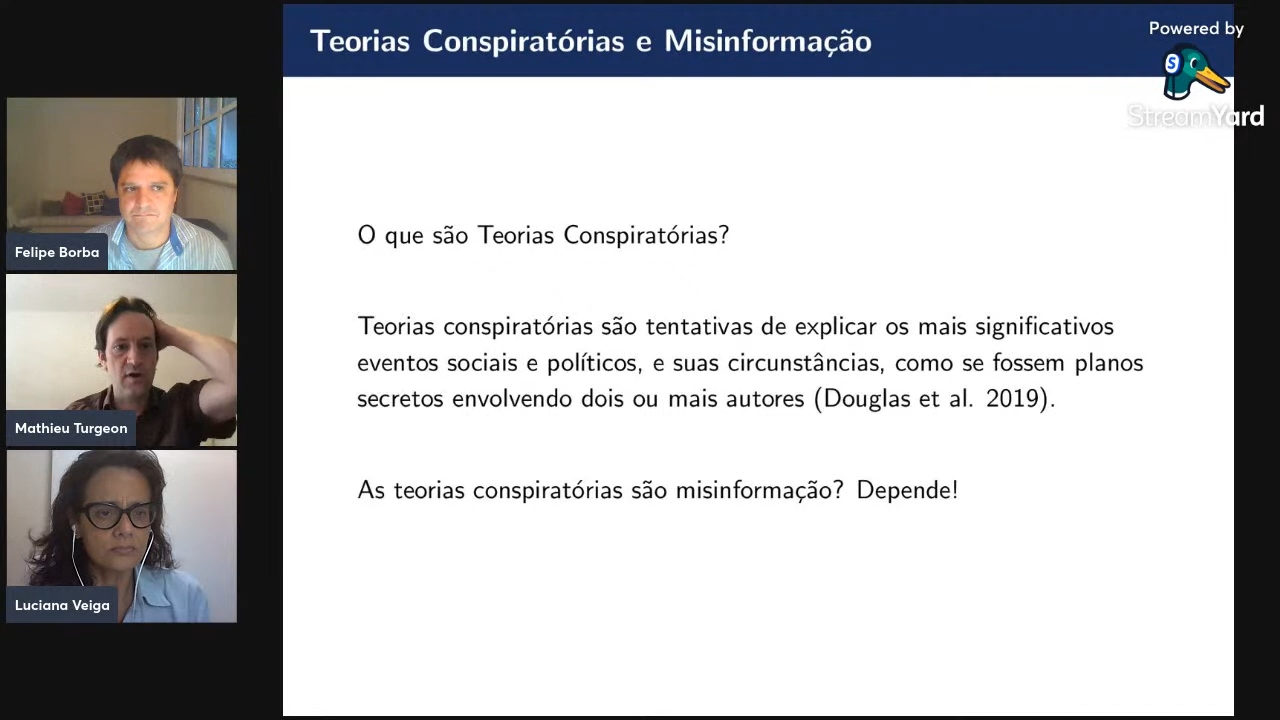 Teorias Conspiratórias e Misinformação
Powered by
S
StreamYard
O que são Teorias Conspiratórias?
Teorias conspiratórias são tentativas de explicar os mais significativos
eventos sociais e políticos, e suas circunstâncias, como se fossem planos
secretos envolvendo dois ou mais autores (Douglas et al. 2019).
As teorias conspiratórias são misinformação? Depende!
Felipe Borba
Mathieu Turgeon
Luciana Veiga